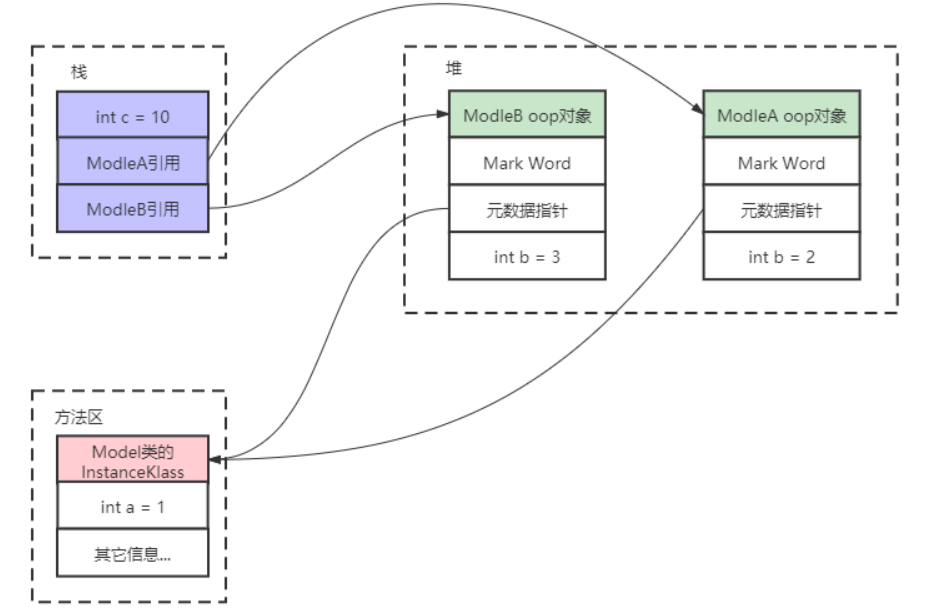 栈
int c = 10
ModleA引用
ModleB引用
堆
ModleB oop对象
Mark Word
元数据指针
int b = 3
ModleA oop对象
Mark Word
元数据指针
int b = 2
方法区
Model类的
InstanceKlass
int a = 1
其它信息...